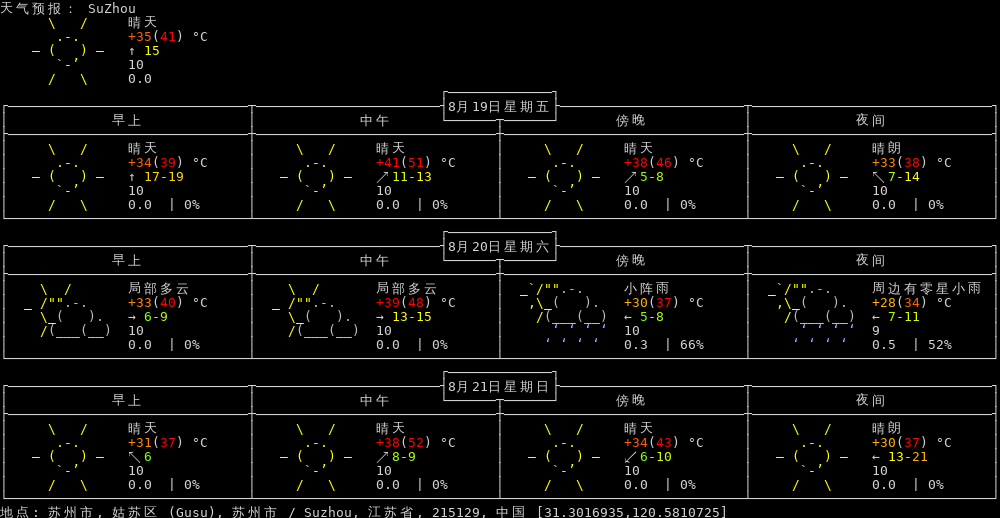 天气预报： SuZhou
晴天
+35(41) °C
↑ 15
10
0.0
8月19日星期五
早上 中午 傍晚 夜间
晴天 晴天 晴天 晴朗
+34(39) °C +41(51) °C +38(46) °C +33(38) °C
↑ 17-19 ↗ 11-13 ↗ 5-8 ↖ 7-14
10 10 10 10
0.0 | 0% 0.0 | 0% 0.0 | 0% 0.0 | 0%
8月20日星期六
早上 中午 傍晚 夜间
局部多云 局部多云 小阵雨 周边有零星小雨
+33(40) °C +39(48) °C +30(37) °C +28(34) °C
→ 6-9 → 13-15 ← 5-8 ← 7-11
10 10 10 9
0.0 | 0% 0.0 | 0% 0.3 | 66% 0.5 | 52%
8月21日星期日
早上 中午 傍晚 夜间
晴天 晴天 晴天 晴朗
+31(37) °C +38(52) °C +34(43) °C +30(37) °C
↖ 6 ↗ 8-9 ↙ 6-10 ← 13-21
10 10 10 10
0.0 | 0% 0.0 | 0% 0.0 | 0% 0.0 | 0%
地点: 苏州市, 姑苏区 (Gusu), 苏州市 / Suzhou, 江苏省, 215129, 中国 [31.3016935,120.5810725]